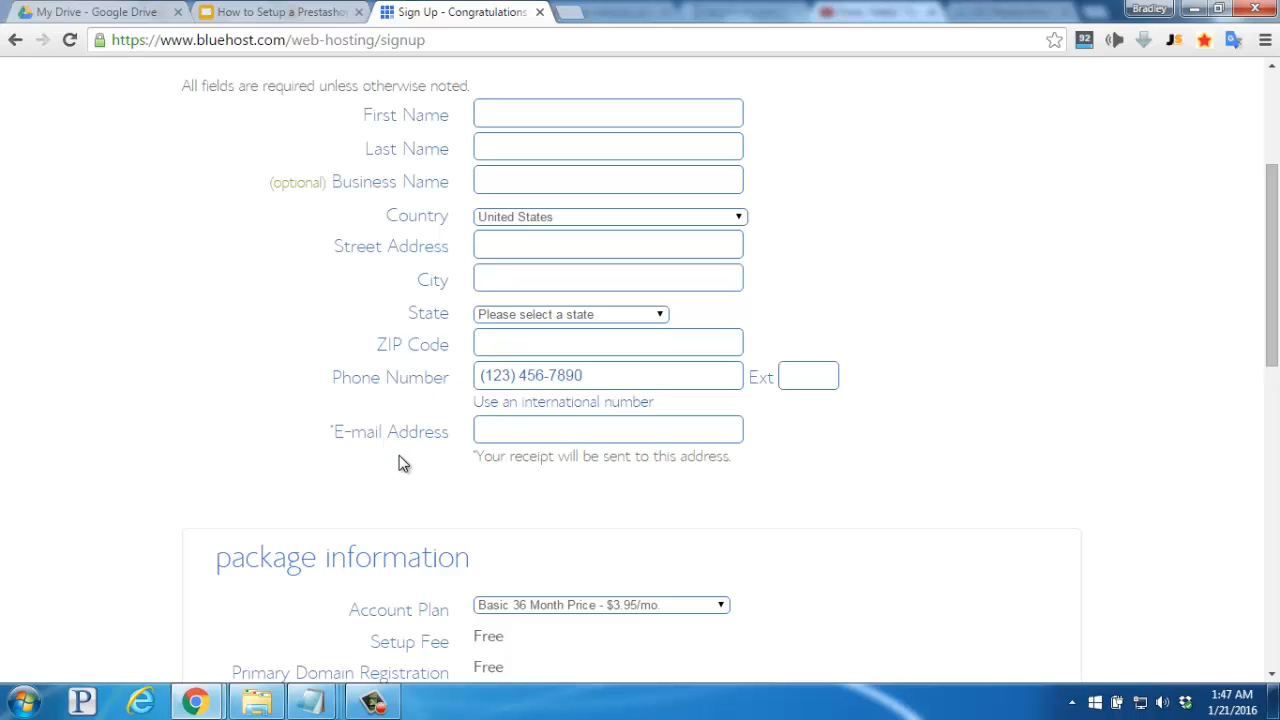 My Drive - Google Drive
How to Setup a Prestasho
Sign Up - Congratulations
Bradley
https://www.bluehost.com/web-hosting/signup
92
JS
All fields are required unless otherwise noted.
First Name
Last Name
(optional) Business Name
Country United States
Street Address
City
State Please select a state
ZIP Code
Phone Number (123) 456-7890 Ext
Use an international number
*E-mail Address
*Your receipt will be sent to this address.
package information
Account Plan Basic 36 Month Price - $3.95/mo.
Setup Fee Free
Primary Domain Registration Free
P
1:47 AM
1/21/2016